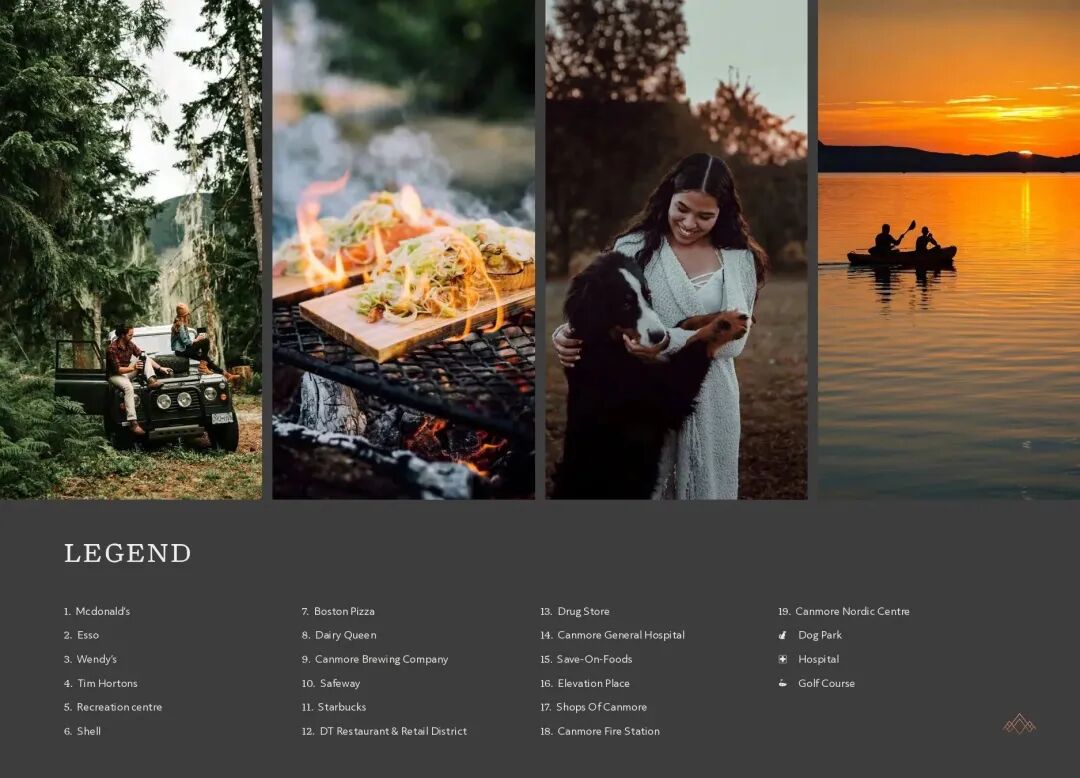 LEGEND
1. Mcdonald's
2. Esso
3. Wendy's
4. Tim Hortons
5. Recreation centre
6. Shell
7. Boston Pizza
8. Dairy Queen
9. Canmore Brewing Company
10. Safeway
11. Starbucks
12. DT Restaurant & Retail District
13. Drug Store
14. Canmore General Hospital
15. Save-On-Foods
16. Elevation Place
17. Shops Of Canmore
18. Canmore Fire Station
19. Canmore Nordic Centre
Dog Park
Hospital
Golf Course